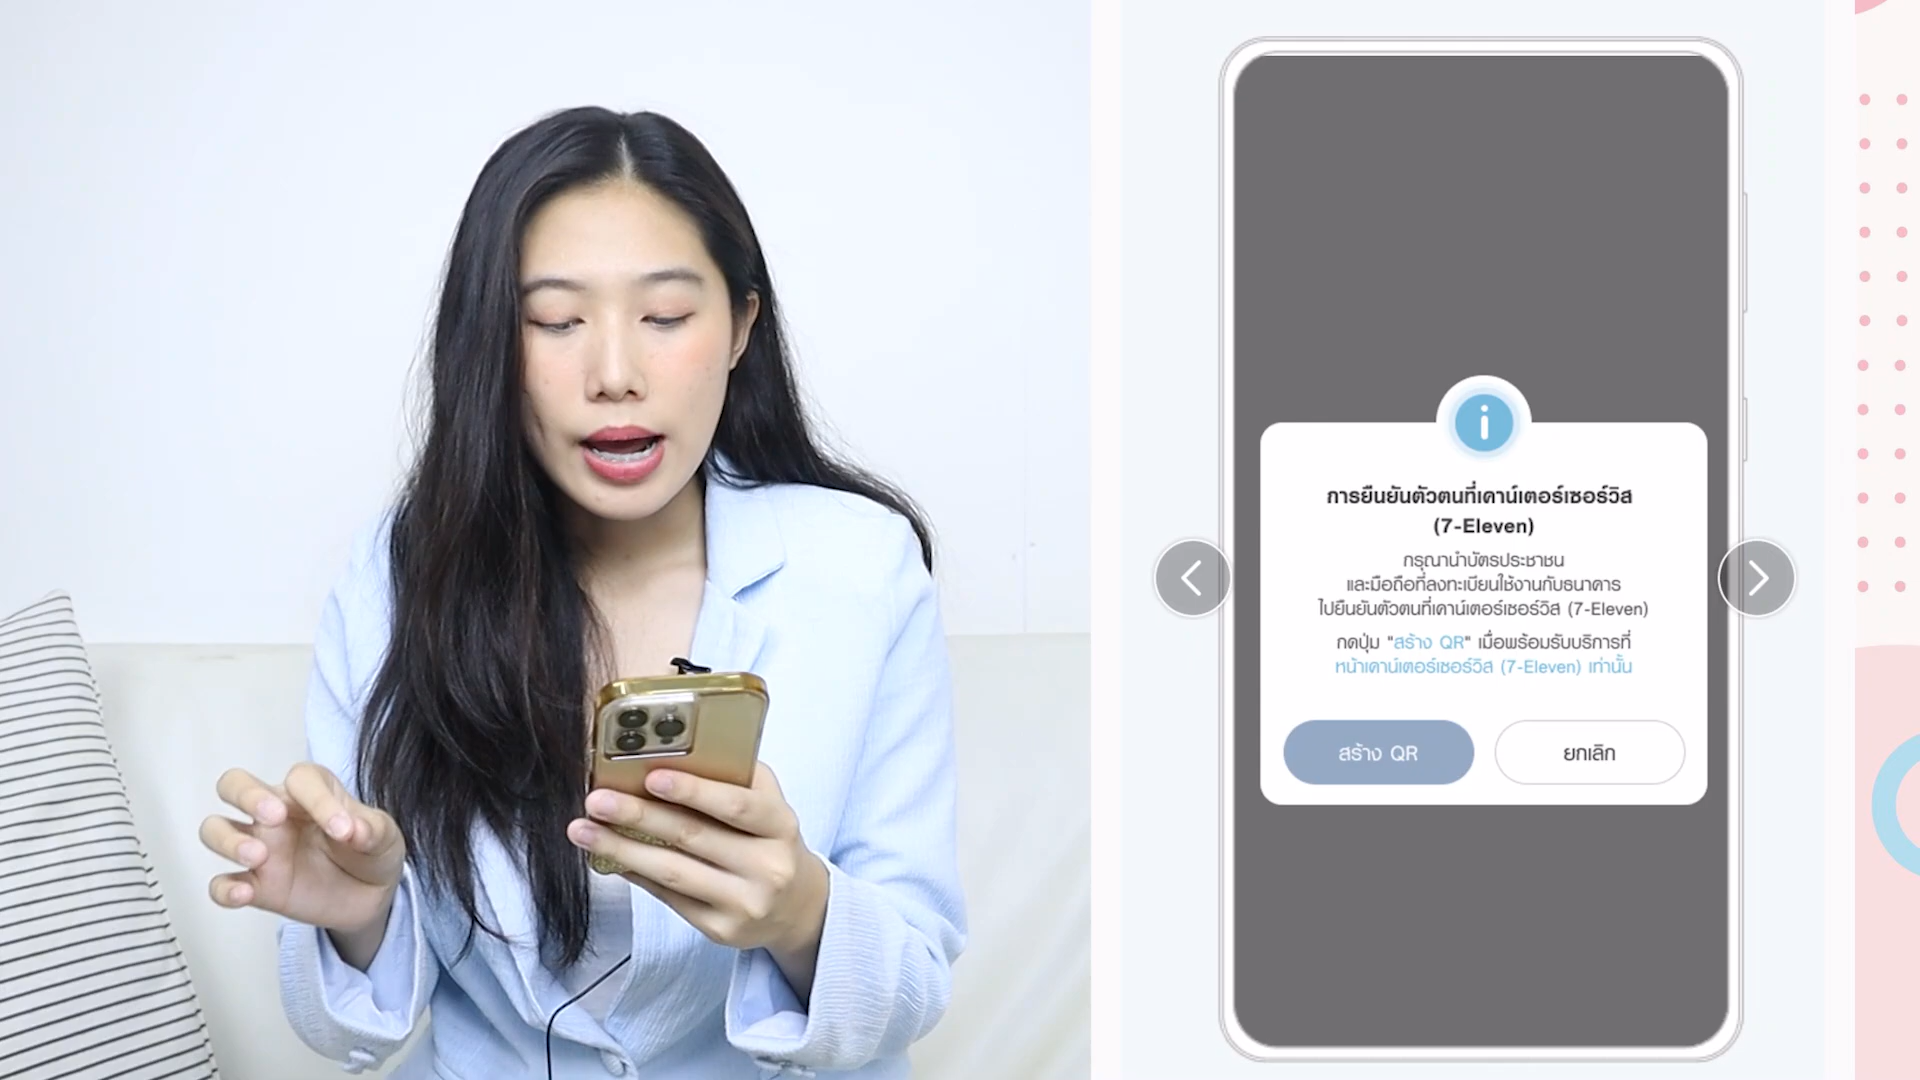 การยืนยันตัวตนที่เคาน์เตอร์เซอร์วิส
(7-Eleven)
กรุณานำบัตรประชาชน
และมือถือที่ลงทะเบียนใช้งานกับธนาคาร
ไปยืนยันตัวตนที่เคาน์เตอร์เซอร์วิส (7-Eleven)
กดปุ่ม "สร้าง QR" เมื่อพร้อมรับบริการที่
หน้าเคาน์เตอร์เซอร์วิส (7-Eleven) เท่านั้น
สร้าง QR
ยกเลิก